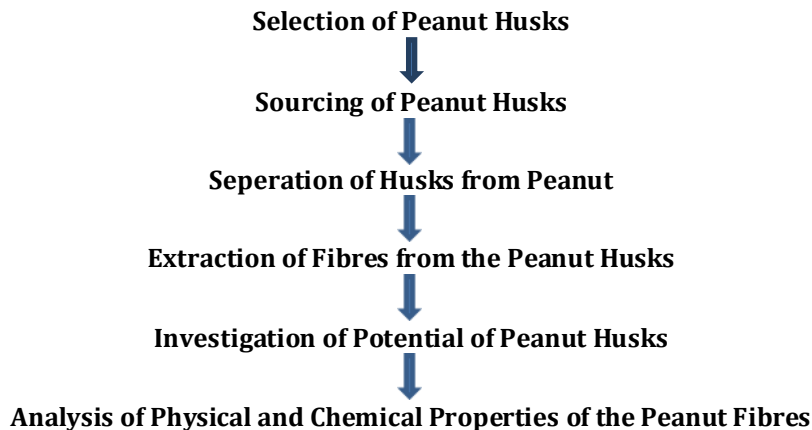 Selection of Peanut Husks
Sourcing of Peanut Husks
Seperation of Husks from Peanut
Extraction of Fibres from the Peanut Husks
Investigation of Potential of Peanut Husks
Analysis of Physical and Chemical Properties of the Peanut Fibres